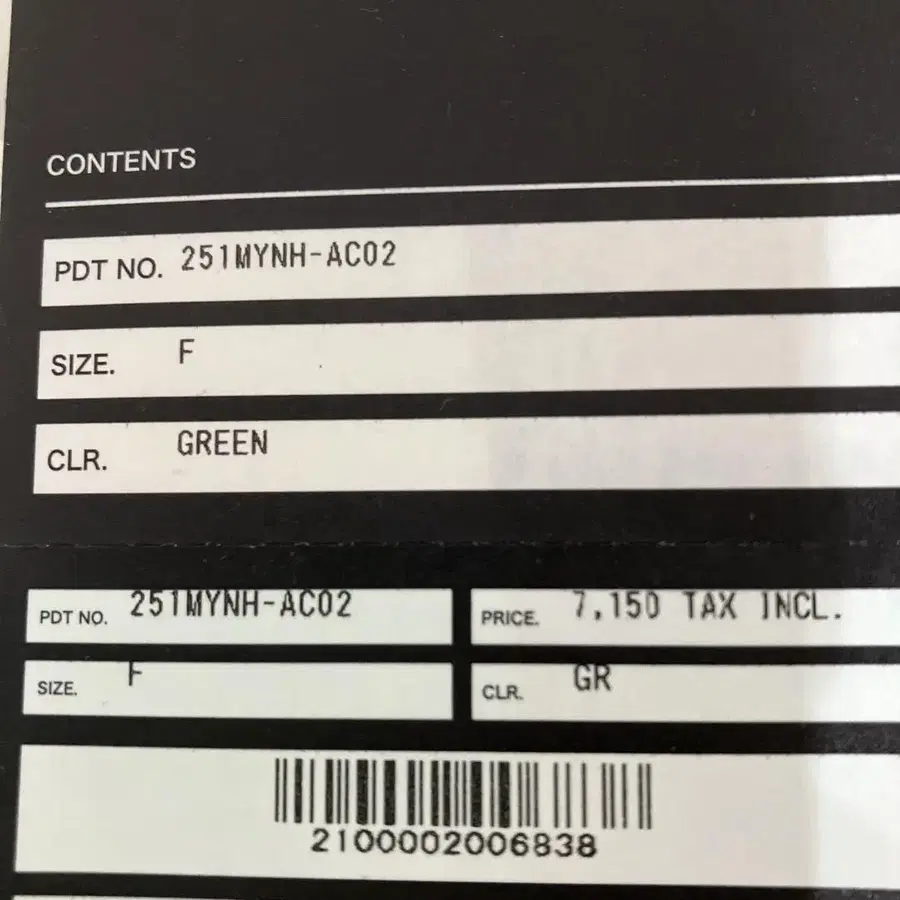 CONTENTS
PDT NO. 251MYNH-AC02
SIZE. F
CLR. GREEN
PDT NO. 251MYNH-AC02
PRICE. 7,150 TAX INCL.
SIZE. F
CLR. GR
2100002006838